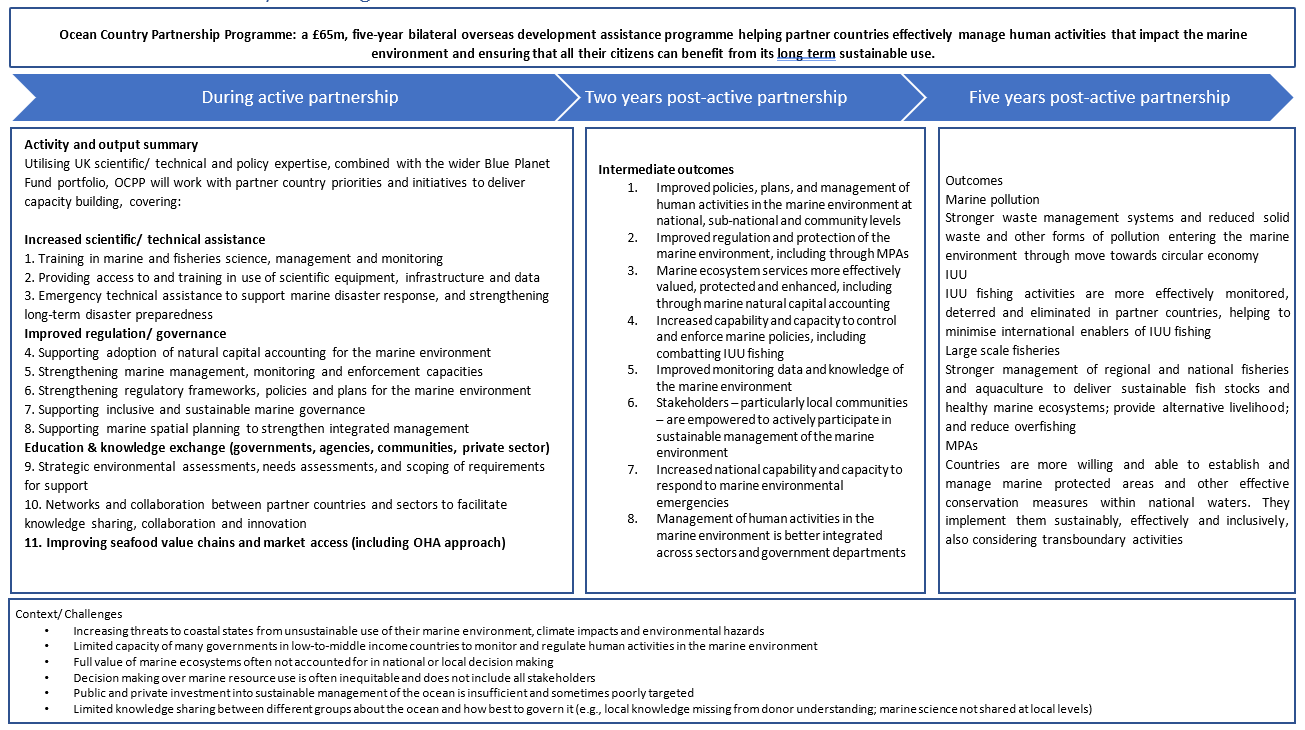 Ocean Country Partnership Programme: a £65m, five-year bilateral overseas development assistance programme helping partner countries effectively manage human activities that impact the marine
environment and ensuring that all their citizens can benefit from its long term sustainable use.
During active partnership
Two years post-active partnership
Five years post-active partnership
Activity and output summary
Utilising UK scientific/ technical and policy expertise, combined with the wider Blue Planet
Fund portfolio, OCPP will work with partner country priorities and initiatives to deliver
capacity building, covering:
Increased scientific/ technical assistance
1. Training in marine and fisheries science, management and monitoring
2. Providing access to and training in use of scientific equipment, infrastructure and data
3. Emergency technical assistance to support marine disaster response, and strengthening
long-term disaster preparedness
Improved regulation/ governance
4. Supporting adoption of natural capital accounting for the marine environment
5. Strengthening marine management, monitoring and enforcement capacities
6. Strengthening regulatory frameworks, policies and plans for the marine environment
7. Supporting inclusive and sustainable marine governance
8. Supporting marine spatial planning to strengthen integrated management
Education & knowledge exchange (governments, agencies, communities, private sector)
9. Strategic environmental assessments, needs assessments, and scoping of requirements
for support
10. Networks and collaboration between partner countries and sectors to facilitate
knowledge sharing, collaboration and innovation
11. Improving seafood value chains and market access (including OHA approach)
Intermediate outcomes
1. Improved policies, plans, and management of
human activities in the marine environment at
national, sub-national and community levels
2. Improved regulation and protection of the
marine environment, including through MPAs
3. Marine ecosystem services more effectively
valued, protected and enhanced, including
through marine natural capital accounting
4. Increased capability and capacity to control
and enforce marine policies, including
combatting IUU fishing
5. Improved monitoring data and knowledge of
the marine environment
6. Stakeholders – particularly local communities
– are empowered to actively participate in
sustainable management of the marine
environment
7. Increased national capability and capacity to
respond to marine environmental
emergencies
8. Management of human activities in the
marine environment is better integrated
across sectors and government departments
Outcomes
Marine pollution
Stronger waste management systems and reduced solid
waste and other forms of pollution entering the marine
environment through move towards circular economy
IUU
IUU fishing activities are more effectively monitored,
deterred and eliminated in partner countries, helping to
minimise international enablers of IUU fishing
Large scale fisheries
Stronger management of regional and national fisheries
and aquaculture to deliver sustainable fish stocks and
healthy marine ecosystems; provide alternative livelihood;
and reduce overfishing
MPAs
Countries are more willing and able to establish and
manage marine protected areas and other effective
conservation measures within national waters. They
implement them sustainably, effectively and inclusively,
also considering transboundary activities
Context/ Challenges
• Increasing threats to coastal states from unsustainable use of their marine environment, climate impacts and environmental hazards
• Limited capacity of many governments in low-to-middle income countries to monitor and regulate human activities in the marine environment
• Full value of marine ecosystems often not accounted for in national or local decision making
• Decision making over marine resource use is often inequitable and does not include all stakeholders
• Public and private investment into sustainable management of the ocean is insufficient and sometimes poorly targeted
• Limited knowledge sharing between different groups about the ocean and how best to govern it (e.g., local knowledge missing from donor understanding; marine science not shared at local levels)